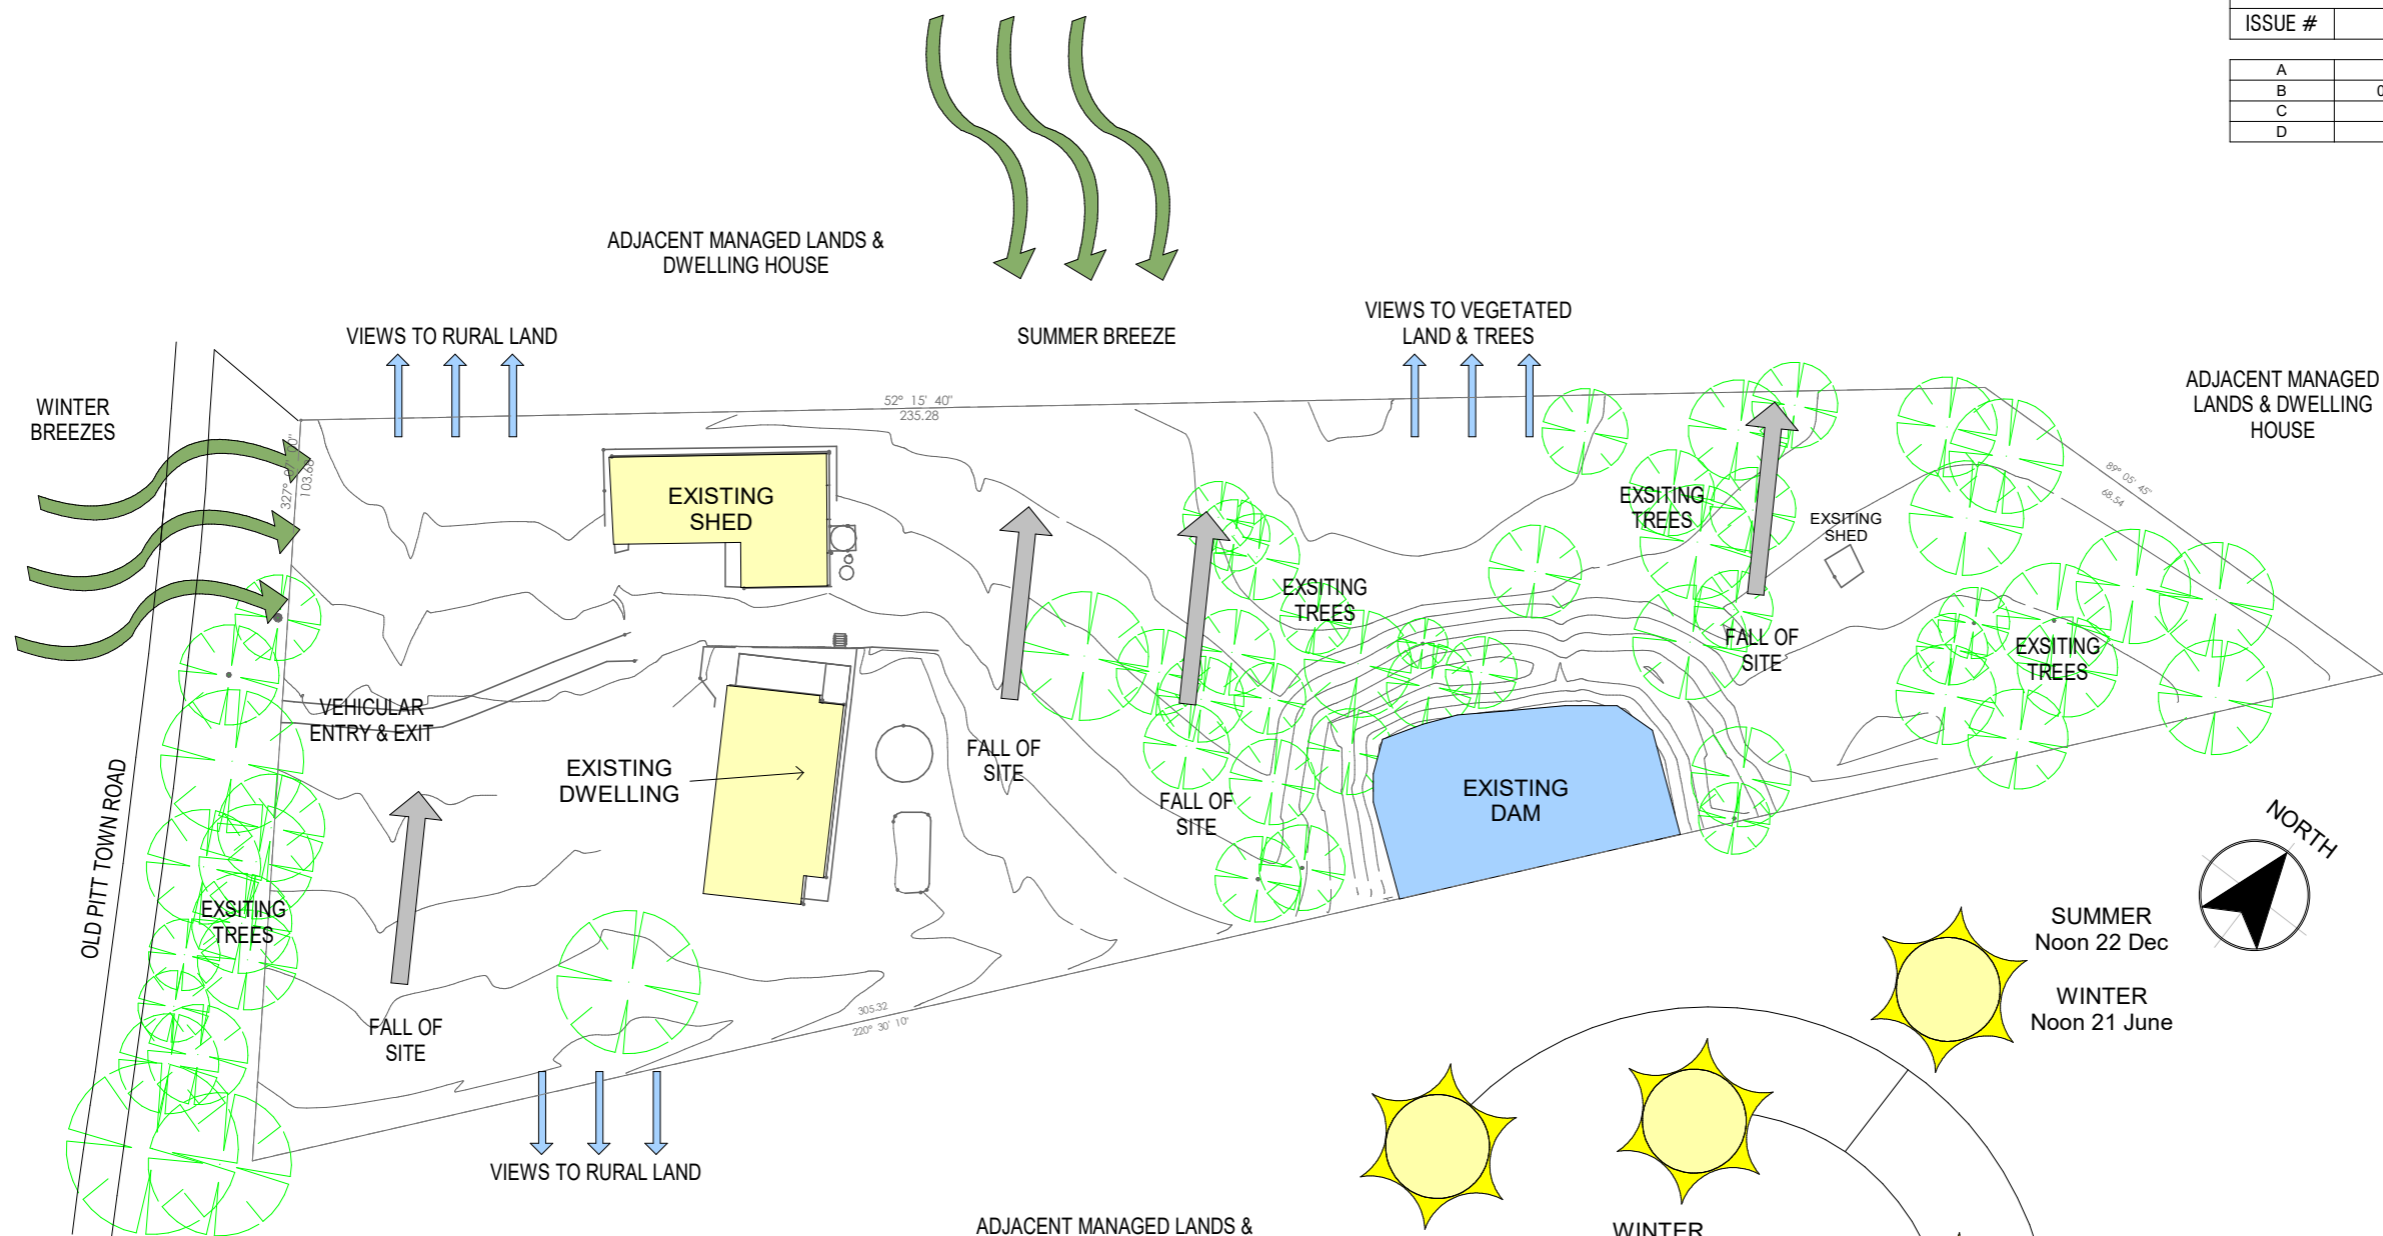 ISSUE #
A
B
C
D
ADJACENT MANAGED LANDS &
DWELLING HOUSE
VIEWS TO RURAL LAND
SUMMER BREEZE
VIEWS TO VEGETATED
LAND & TREES
WINTER
BREEZES
ADJACENT MANAGED
LANDS & DWELLING
HOUSE
52° 15' 40"
235.28
103.68
89° 05' 45"
68.54
EXISTING
SHED
EXSITING
TREES
EXSITING
SHED
EXSITING
TREES
FALL OF
SITE
EXSITING
TREES
VEHICULAR
ENTRY & EXIT
OLD PITT TOWN ROAD
EXISTING
DWELLING
FALL OF
SITE
FALL OF
SITE
EXISTING
DAM
NORTH
EXSITING
TREES
SUMMER
Noon 22 Dec
WINTER
Noon 21 June
FALL OF
SITE
305.32
220° 30' 10"
VIEWS TO RURAL LAND
ADJACENT MANAGED LANDS &
WINTER